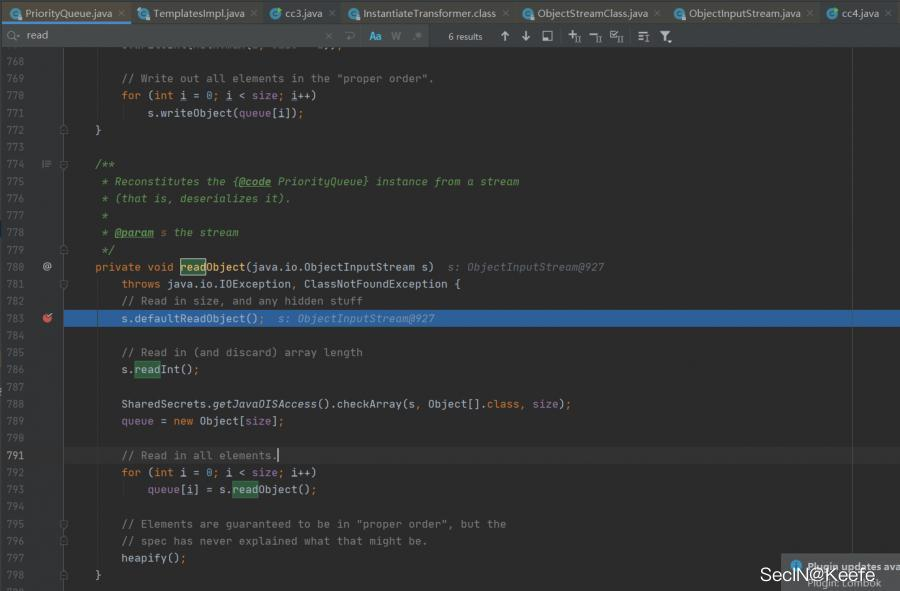 PriorityQueue.java TemplatesImpl.java cc3.java InstantiateTransformer.class ObjectStreamClass.java ObjectInputStream.java cc4.java
read Aa W .* 6 results
768
769 // Write out all elements in the "proper order".
770 for (int i = 0; i < size; i++)
771 s.writeObject(queue[i]);
772 }
773
774 /**
775 * Reconstitutes the {@code PriorityQueue} instance from a stream
776 * (that is, deserializes it).
777 *
778 * @param s the stream
779 */
780 @ private void readObject(java.io.ObjectInputStream s) s: ObjectInputStream@927
781 throws java.io.IOException, ClassNotFoundException {
782 // Read in size, and any hidden stuff
783 s.defaultReadObject(); s: ObjectInputStream@927
784
785 // Read in (and discard) array length
786 s.readInt();
787
788 SharedSecrets.getJavaOISAccess().checkArray(s, Object[].class, size);
789 queue = new Object[size];
790
791 // Read in all elements.
792 for (int i = 0; i < size; i++)
793 queue[i] = s.readObject();
794
795 // Elements are guaranteed to be in "proper order", but the
796 // spec has never explained what that might be.
797 heapify();
798 }
Plugin updates ava
SecIN@Keefe
Plugin: Lombok